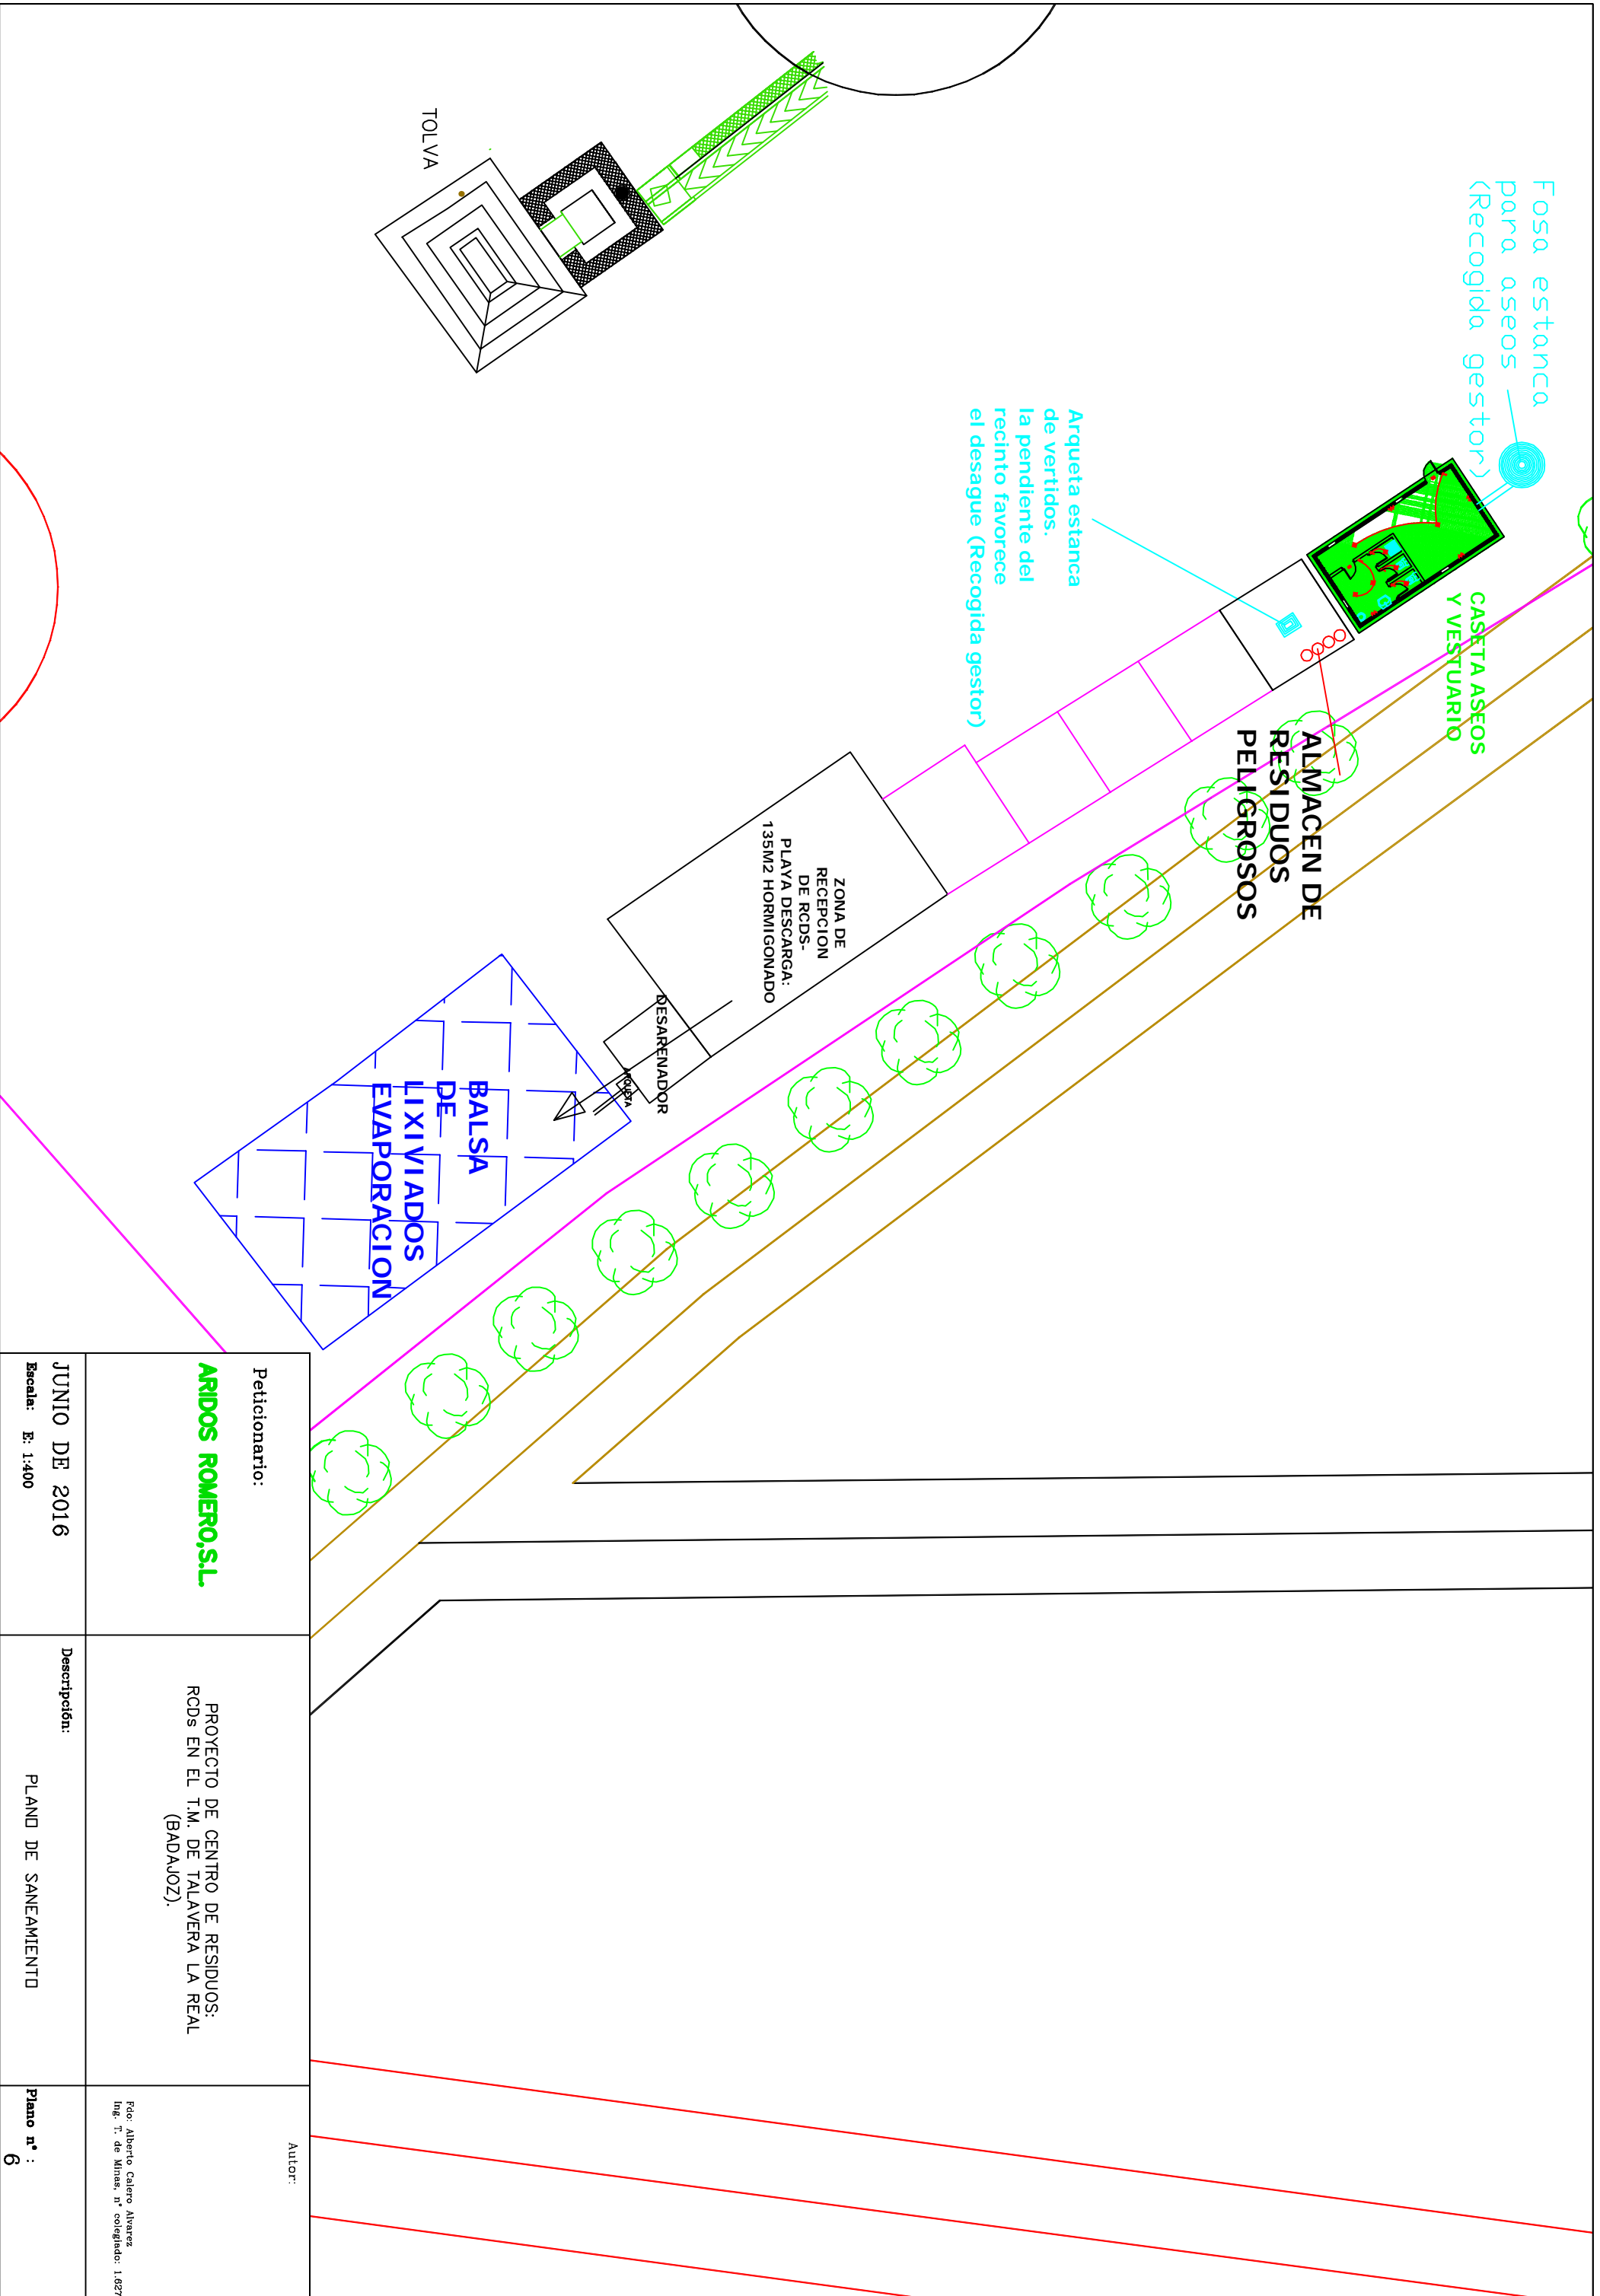 Fosa estanca
para aseos
(Recogida gestor)
TOLVA
CASETA ASEOS
Y VESTUARIO
Arqueta estanca
de vertidos.
la pendiente del
recinto favorece
el desague (Recogida gestor)
ALMACEN DE
RESIDUOS
PELIGROSOS
ZONA DE
RECEPCION
DE RCDS-
PLAYA DESCARGA:
135M2 HORMIGONADO
DESARENADOR
ARQUETA
BALSA
DE
LIXIVIADOS
EVAPORACION
Peticionario:
ARIDOS ROMERO,S.L.
JUNIO DE 2016
Escala: E: 1:400
PROYECTO DE CENTRO DE RESIDUOS:
RCDs EN EL T.M. DE TALAVERA LA REAL
(BADAJOZ).
Descripción:
PLANO DE SANEAMIENTO
Autor:
Fdo: Alberto Calero Alvarez
Ing. T. de Minas, nº colegiado: 1.627
Plano nº :
6